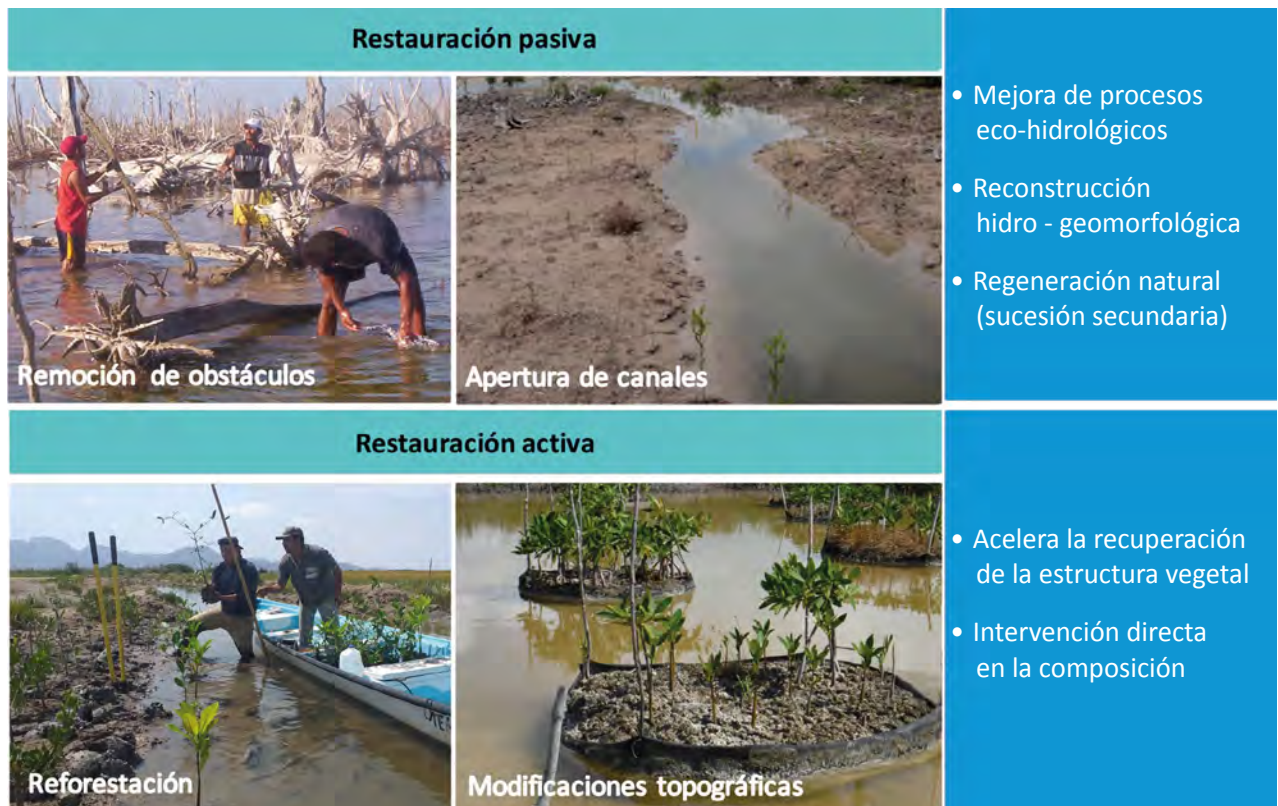 Restauración pasiva
Remoción de obstáculos
Apertura de canales
• Mejora de procesos
eco-hidrológicos
• Reconstrucción
hidro - geomorfológica
• Regeneración natural
(sucesión secundaria)
Restauración activa
Reforestación
Modificaciones topográficas
• Acelera la recuperación
de la estructura vegetal
• Intervención directa
en la composición